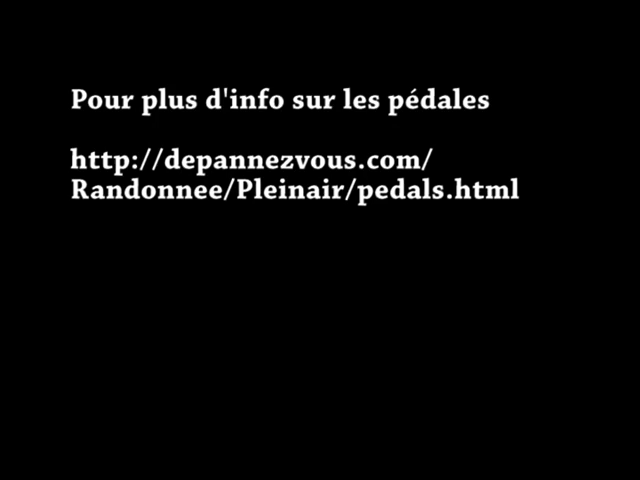 Pour plus d'info sur les pédales
http://depannezvous.com/
Randonnee/Pleinair/pedals.html